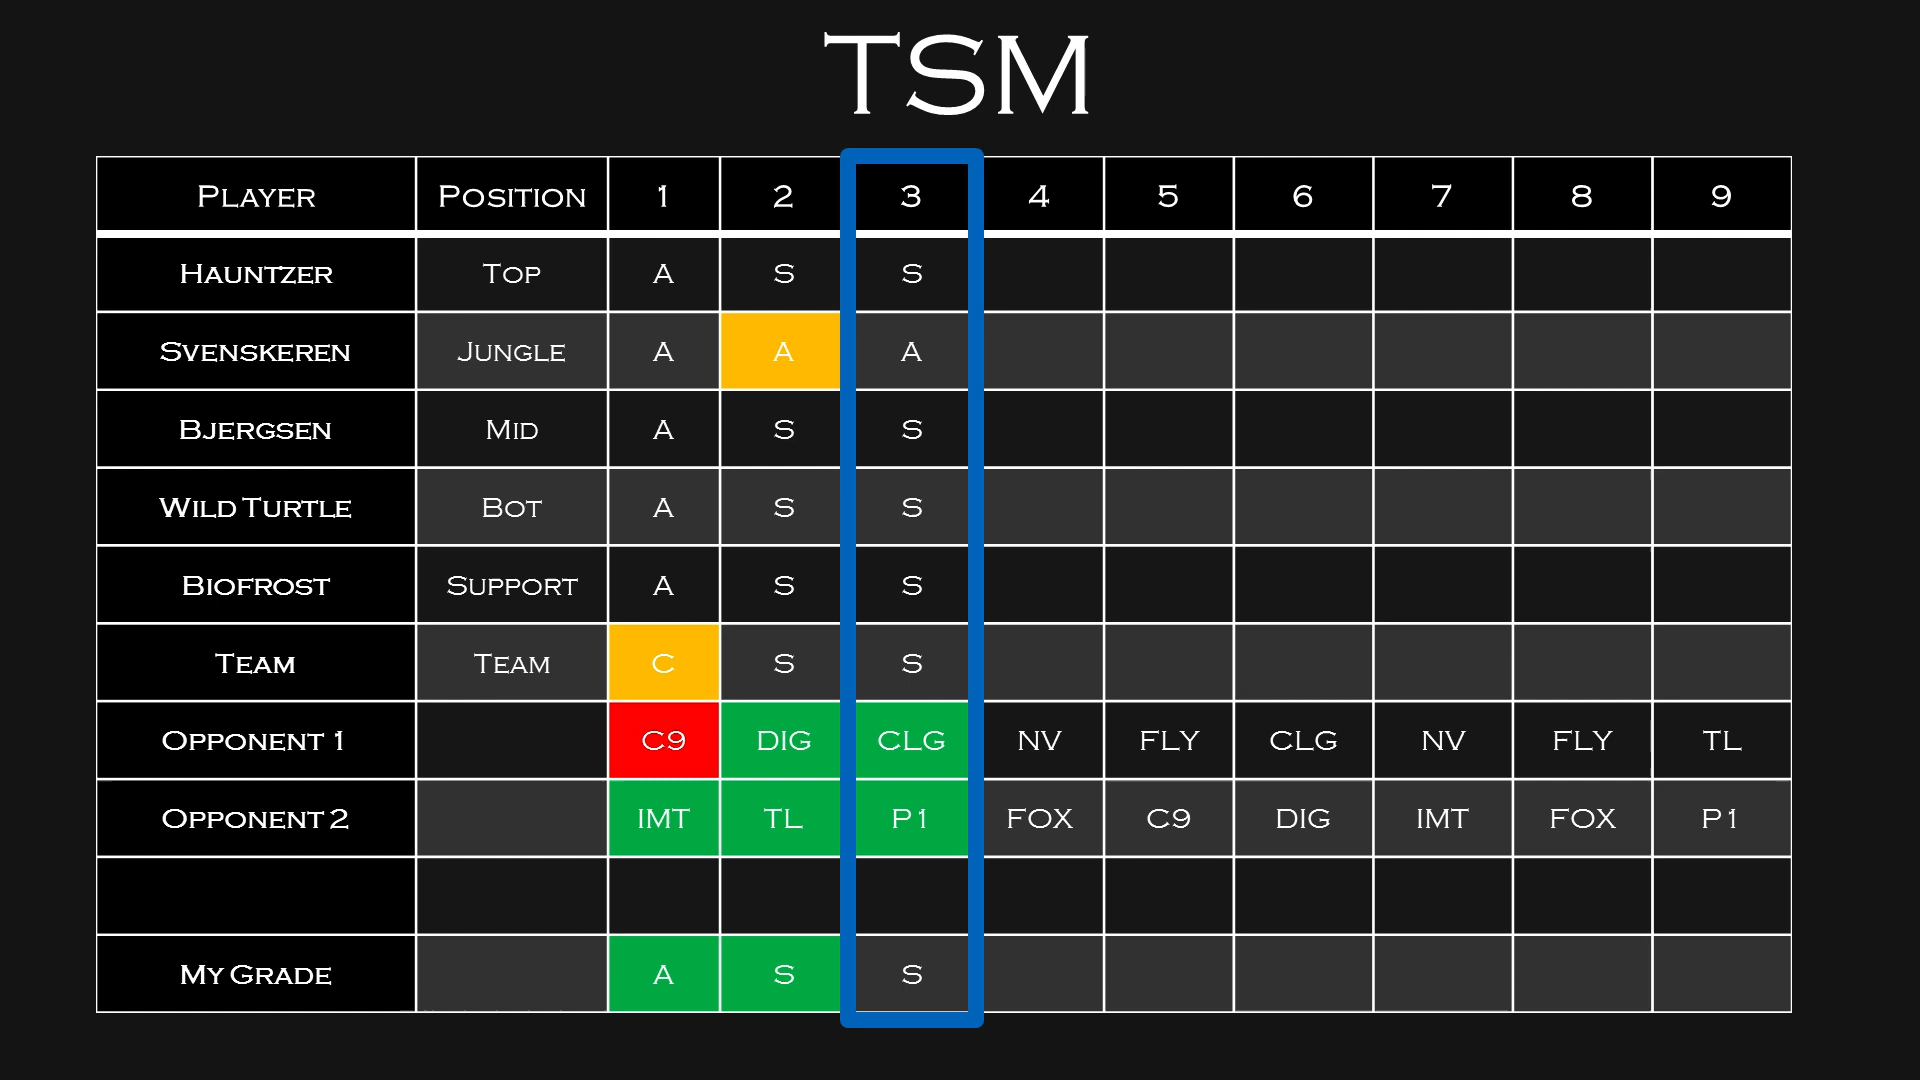 TSM
Player Position 1 2 3 4 5 6 7 8 9
Hauntzer Top A S S
Svenskeren Jungle A A A
Bjergsen Mid A S S
Wild Turtle Bot A S S
Biofrost Support A S S
Team Team C S S
Opponent 1 C9 DIG CLG NV FLY CLG NV FLY TL
Opponent 2 IMT TL P1 FOX C9 DIG IMT FOX P1
My Grade A S S